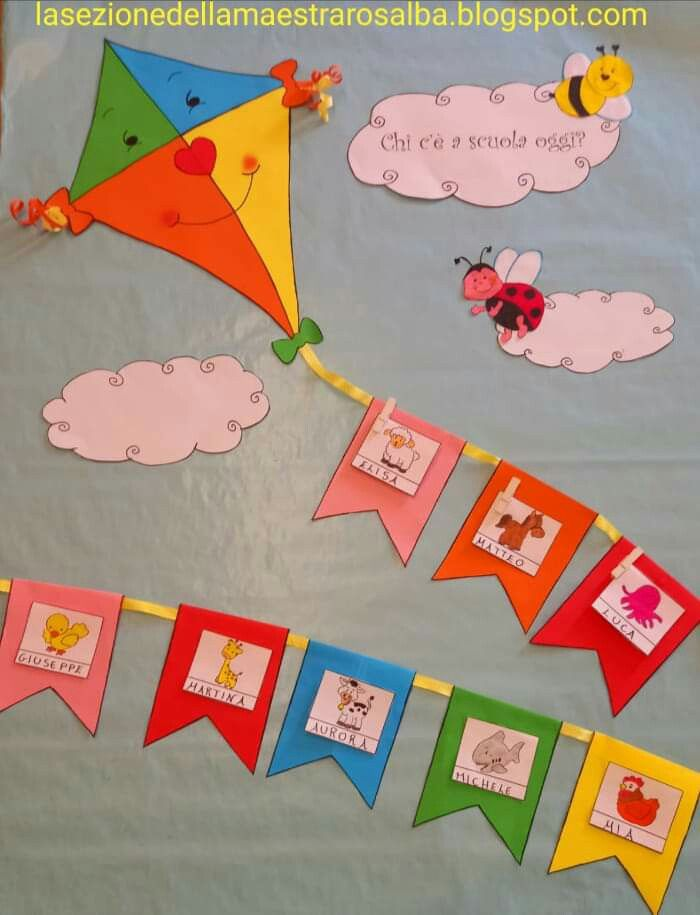 lasezionedellamaestrarosalba.blogspot.com
Chi c'è a scuola oggi?
ELISA
MATTEO
LUCA
GIUSEPPE
MARTINA
AURORA
MICHELE
MIA